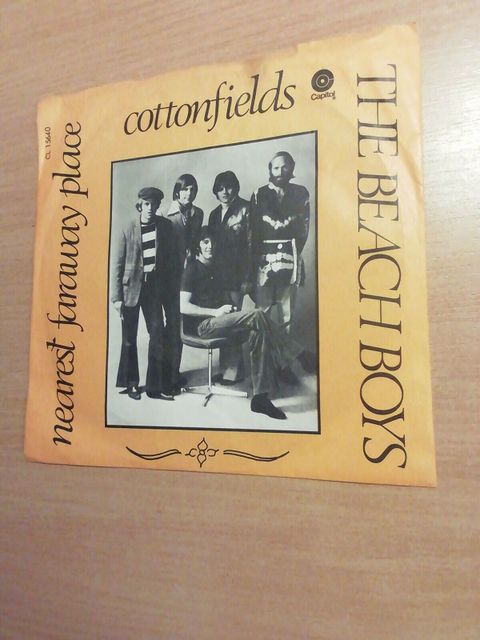 cottonfields
Capitol
THE BEACH BOYS
nearest faraway place
CL 15640